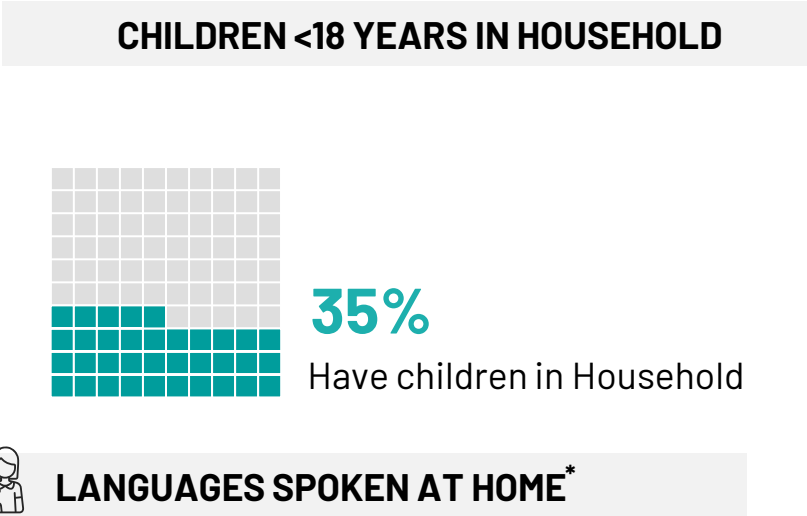 CHILDREN <18 YEARS IN HOUSEHOLD
35%
Have children in Household
LANGUAGES SPOKEN AT HOME*